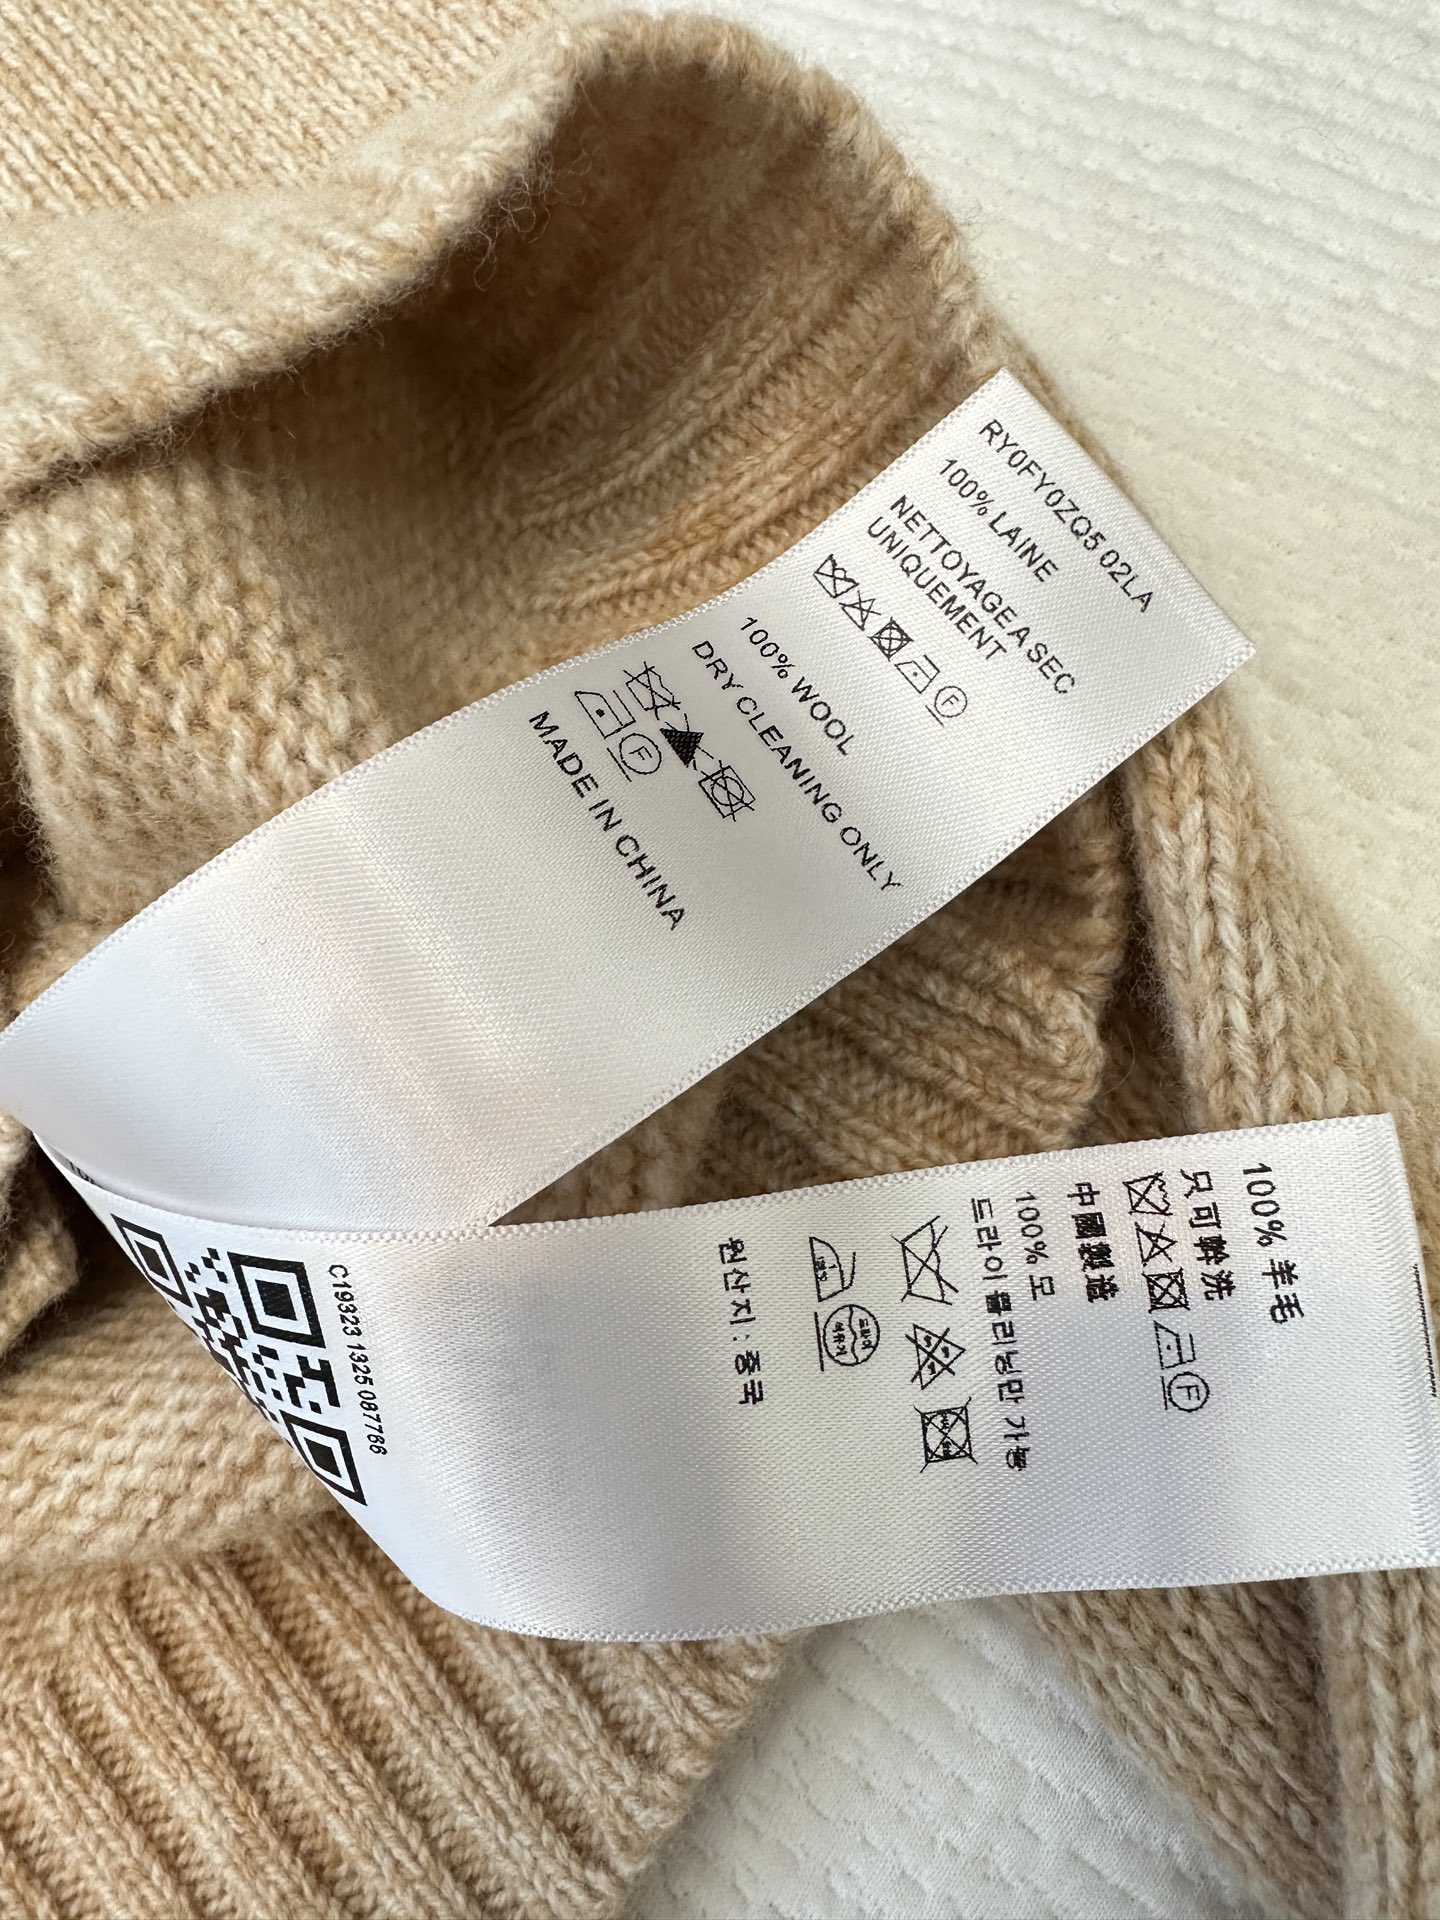 RY0FY0ZQ5 02LA
100% LAINE
NETTOYAGE A SEC
UNIQUEMENT
F
100% WOOL
DRY CLEANING ONLY
F
MADE IN CHINA
C19323 1325 087766
100% 羊毛
只可幹洗
F
中國製造
100% 모
드라이클리닝만 가능
원산지 : 중국